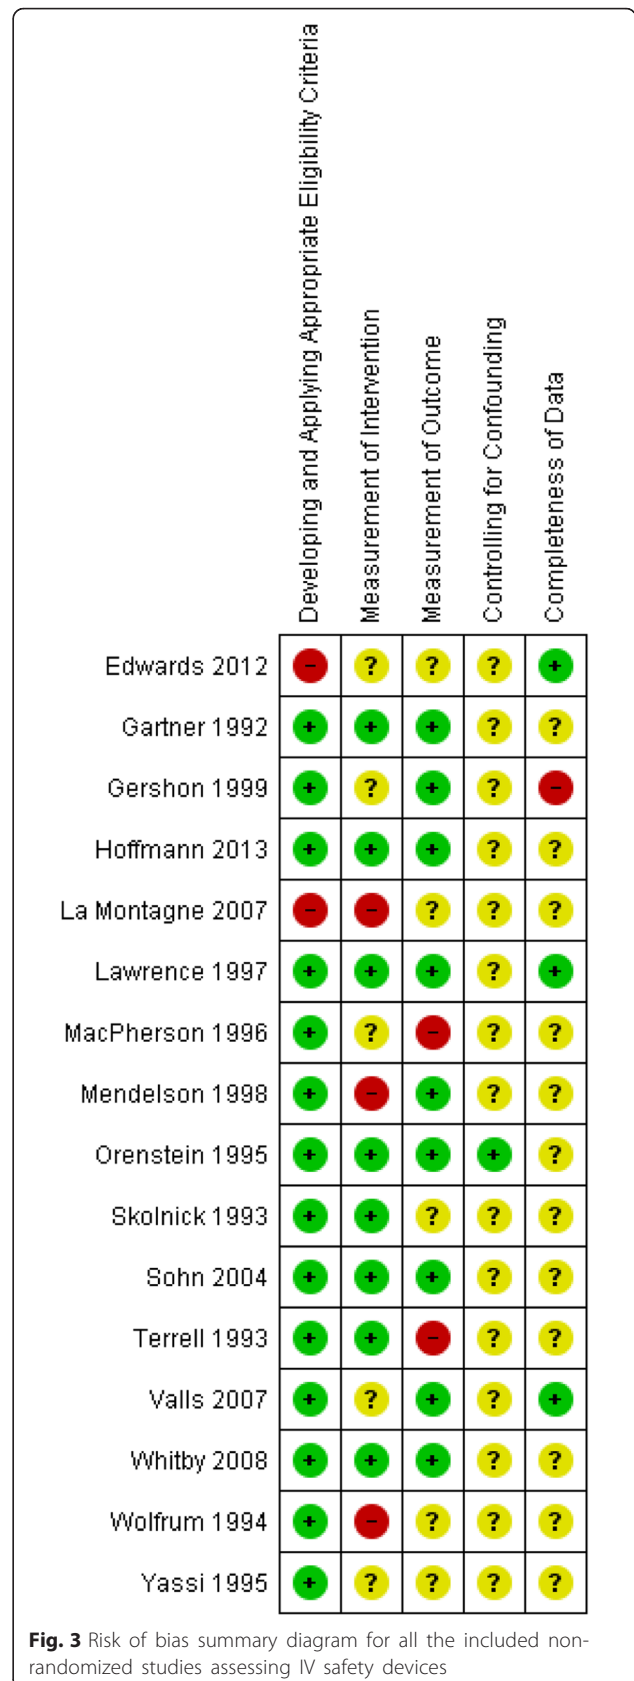 Developing and Applying Appropriate Eligibility Criteria
Measurement of Intervention
Measurement of Outcome
Controlling for Confounding
Completeness of Data
Edwards 2012 - ? ? ? +
Gartner 1992 + + + ? ?
Gershon 1999 + ? + ? -
Hoffmann 2013 + + + ? ?
La Montagne 2007 - - ? ? ?
Lawrence 1997 + + + ? +
MacPherson 1996 + ? - ? ?
Mendelson 1998 + - + ? ?
Orenstein 1995 + + + + ?
Skolnick 1993 + + ? ? ?
Sohn 2004 + + + ? ?
Terrell 1993 + + - ? ?
Valls 2007 + ? + ? +
Whitby 2008 + + + ? ?
Wolfrum 1994 + - ? ? ?
Yassi 1995 + ? ? ? ?
Fig. 3 Risk of bias summary diagram for all the included non-
randomized studies assessing IV safety devices